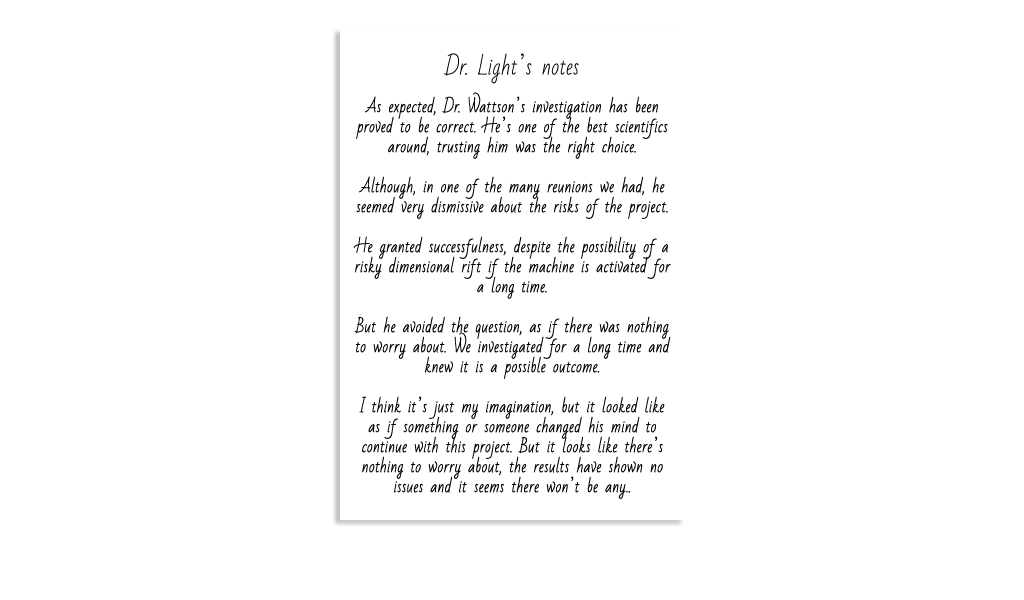 Dr. Light's notes
As expected, Dr. Wattson's investigation has been
proved to be correct. He's one of the best scientifics
around, trusting him was the right choice.
Although, in one of the many reunions we had, he
seemed very dismissive about the risks of the project.
He granted successfulness, despite the possibility of a
risky dimensional rift if the machine is activated for
a long time.
But he avoided the question, as if there was nothing
to worry about. We investigated for a long time and
knew it is a possible outcome.
I think it's just my imagination, but it looked like
as if something or someone changed his mind to
continue with this project. But it looks like there's
nothing to worry about, the results have shown no
issues and it seems there won't be any..